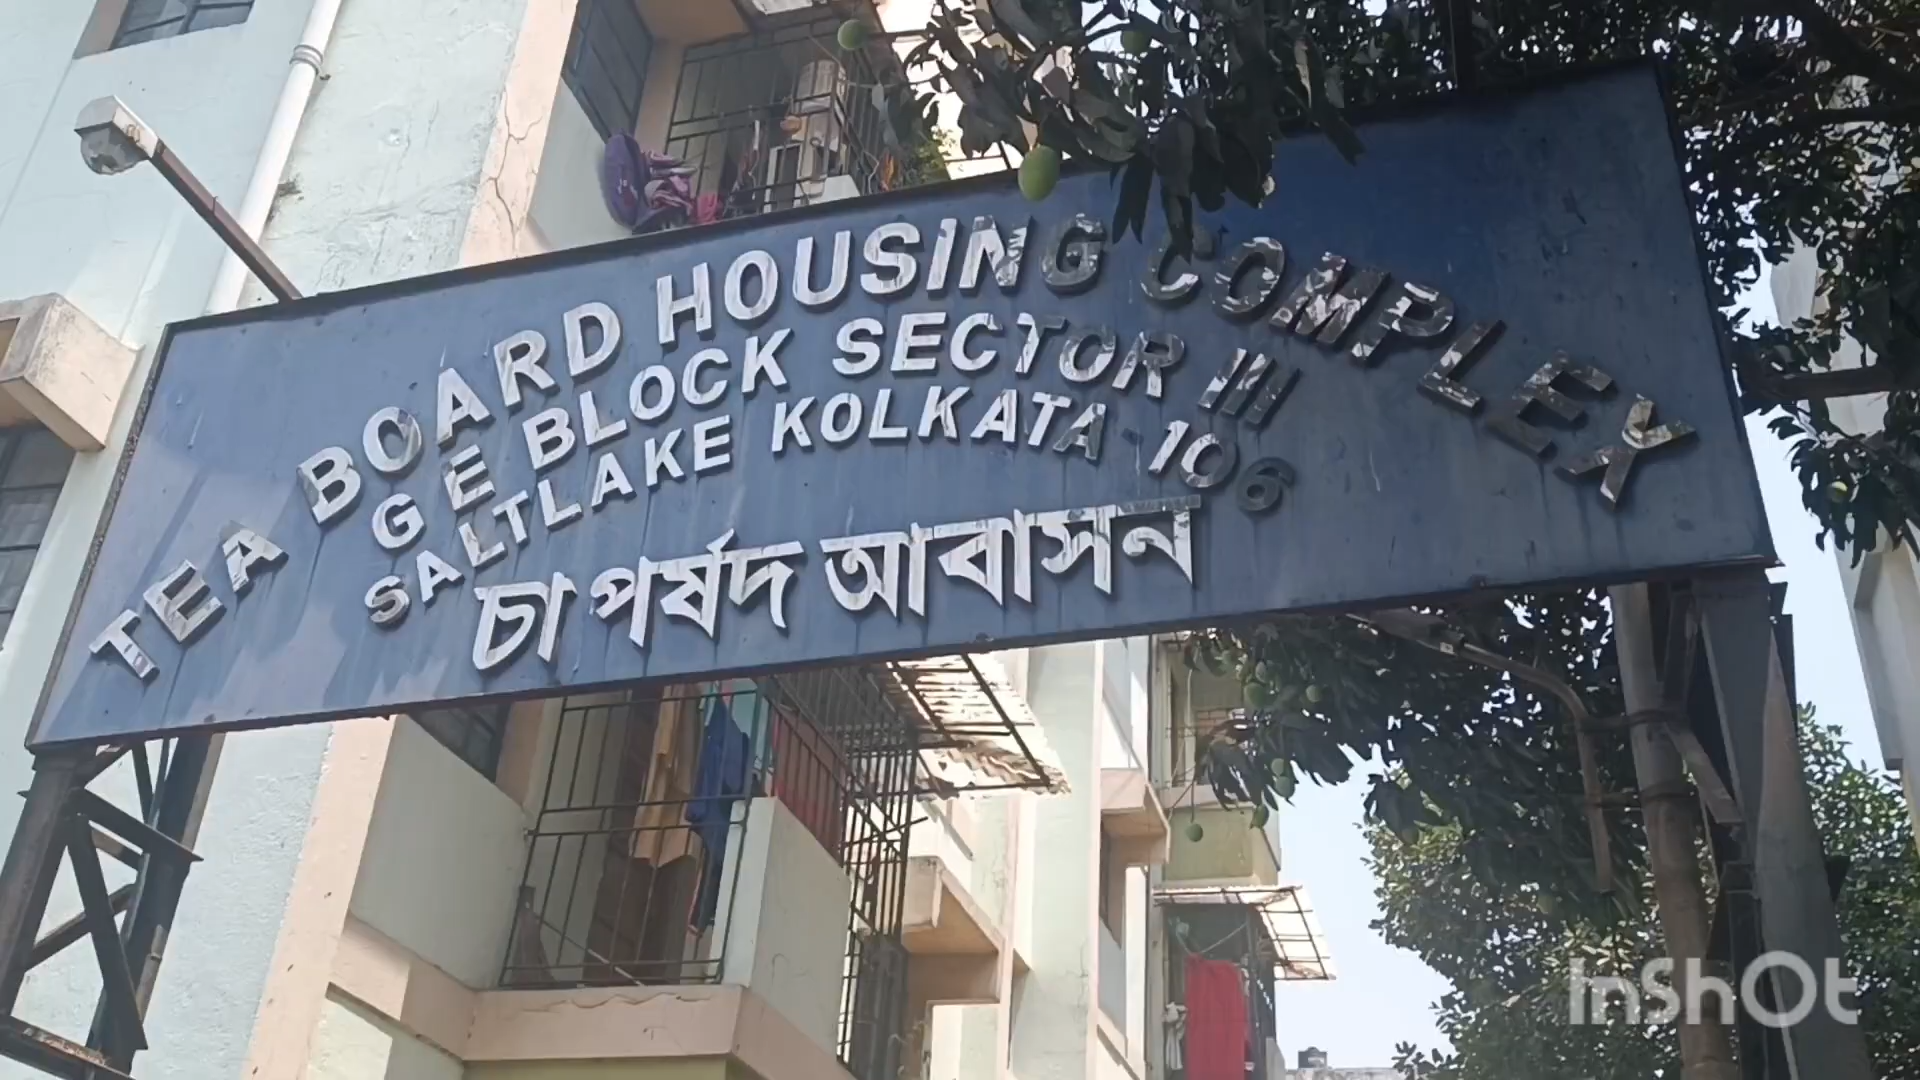 TEA BOARD HOUSING COMPLEX
G E BLOCK SECTOR III
SALTLAKE KOLKATA-106
চা পর্ষদ আবাসন
InShOt